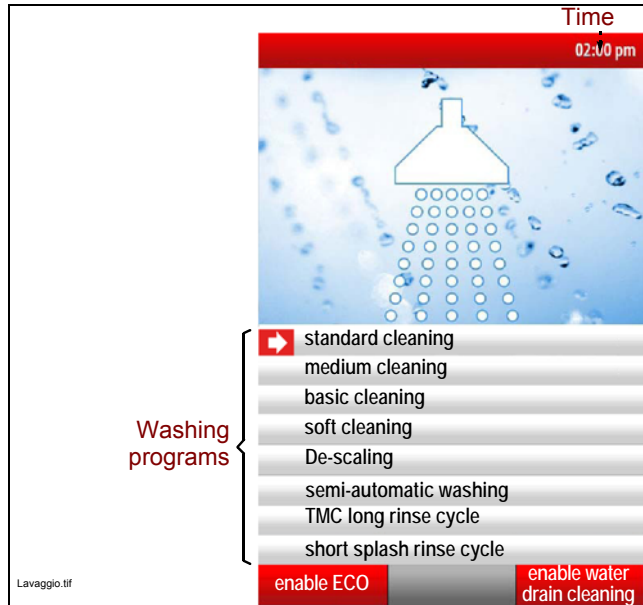 Time
02:00 pm
standard cleaning
medium cleaning
basic cleaning
soft cleaning
De-scaling
semi-automatic washing
TMC long rinse cycle
short splash rinse cycle
Washing
programs
enable ECO
enable water
drain cleaning
Lavaggio.tif